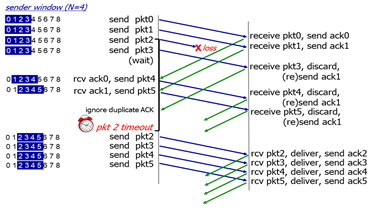 sender window (N=4)
0 1 2 3 4 5 6 7 8 send pkt0
0 1 2 3 4 5 6 7 8 send pkt1
0 1 2 3 4 5 6 7 8 send pkt2
0 1 2 3 4 5 6 7 8 send pkt3
(wait)
X loss
receive pkt0, send ack0
receive pkt1, send ack1
receive pkt3, discard,
(re)send ack1
0 1 2 3 4 5 6 7 8 rcv ack0, send pkt4
0 1 2 3 4 5 6 7 8 rcv ack1, send pkt5
receive pkt4, discard,
(re)send ack1
receive pkt5, discard,
(re)send ack1
ignore duplicate ACK
pkt 2 timeout
0 1 2 3 4 5 6 7 8 send pkt2
0 1 2 3 4 5 6 7 8 send pkt3
0 1 2 3 4 5 6 7 8 send pkt4
0 1 2 3 4 5 6 7 8 send pkt5
rcv pkt2, deliver, send ack2
rcv pkt3, deliver, send ack3
rcv pkt4, deliver, send ack4
rcv pkt5, deliver, send ack5